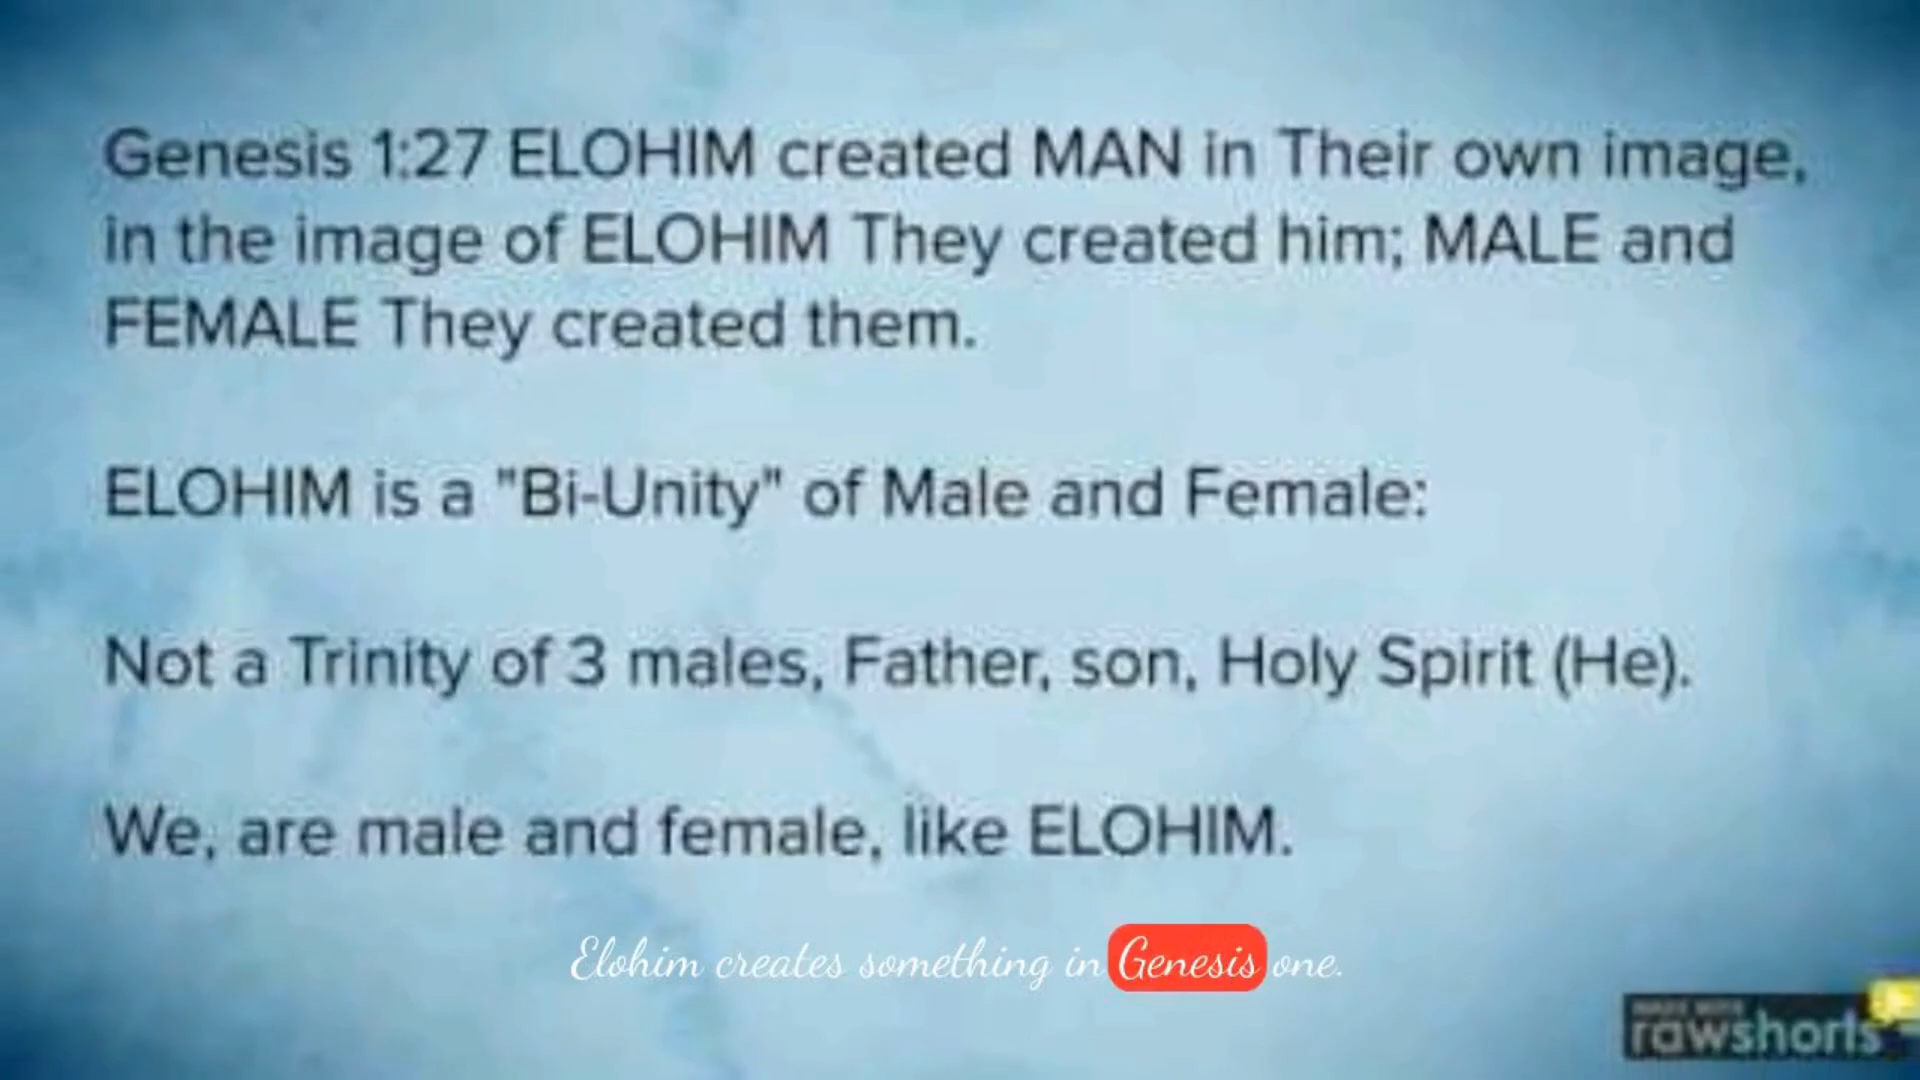 Genesis 1:27 ELOHIM created MAN in Their own image,
in the image of ELOHIM They created him; MALE and
FEMALE They created them.
ELOHIM is a "Bi-Unity" of Male and Female:
Not a Trinity of 3 males, Father, son, Holy Spirit (He).
We, are male and female, like ELOHIM.
Elohim creates something in Genesis one.
MADE WITH
rawshorts